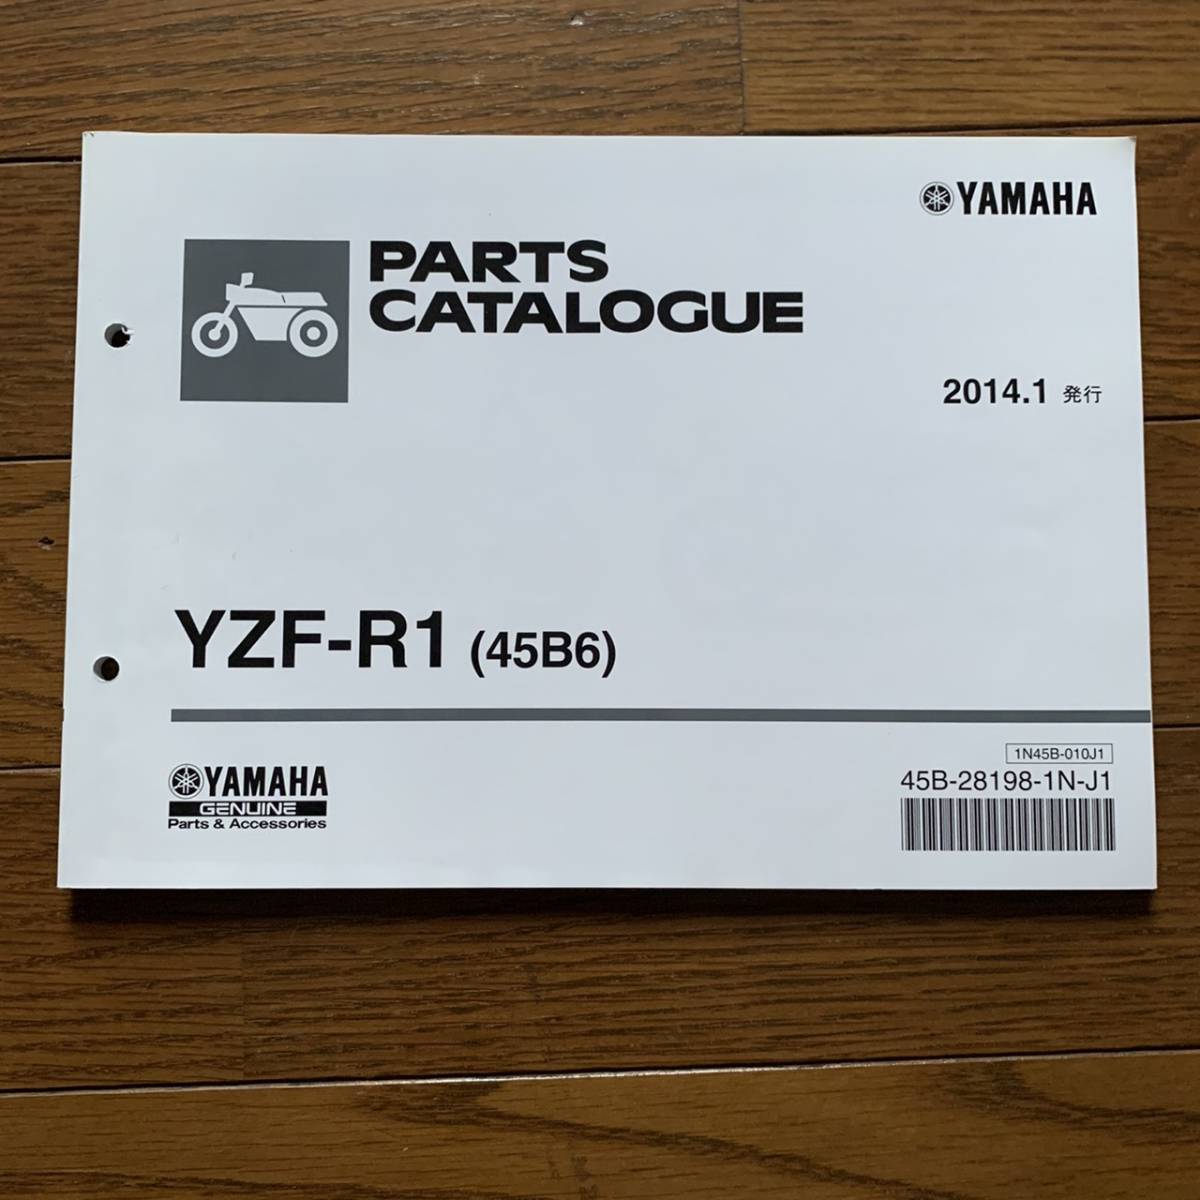 YAMAHA
PARTS
CATALOGUE
2014.1 発行
YZF-R1 (45B6)
YAMAHA
GENUINE
Parts & Accessories
1N45B-010J1
45B-28198-1N-J1